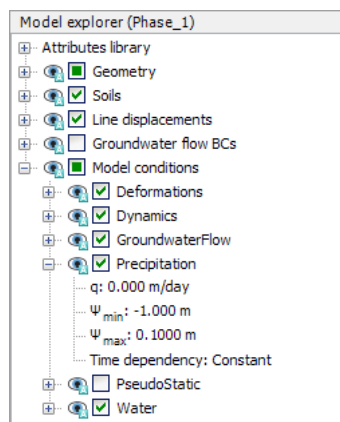 Model explorer (Phase_1)
Attributes library
Geometry
Soils
Line displacements
Groundwater flow BCs
Model conditions
Deformations
Dynamics
GroundwaterFlow
Precipitation
q: 0.000 m/day
Ψmin: -1.000 m
Ψmax: 0.1000 m
Time dependency: Constant
PseudoStatic
Water